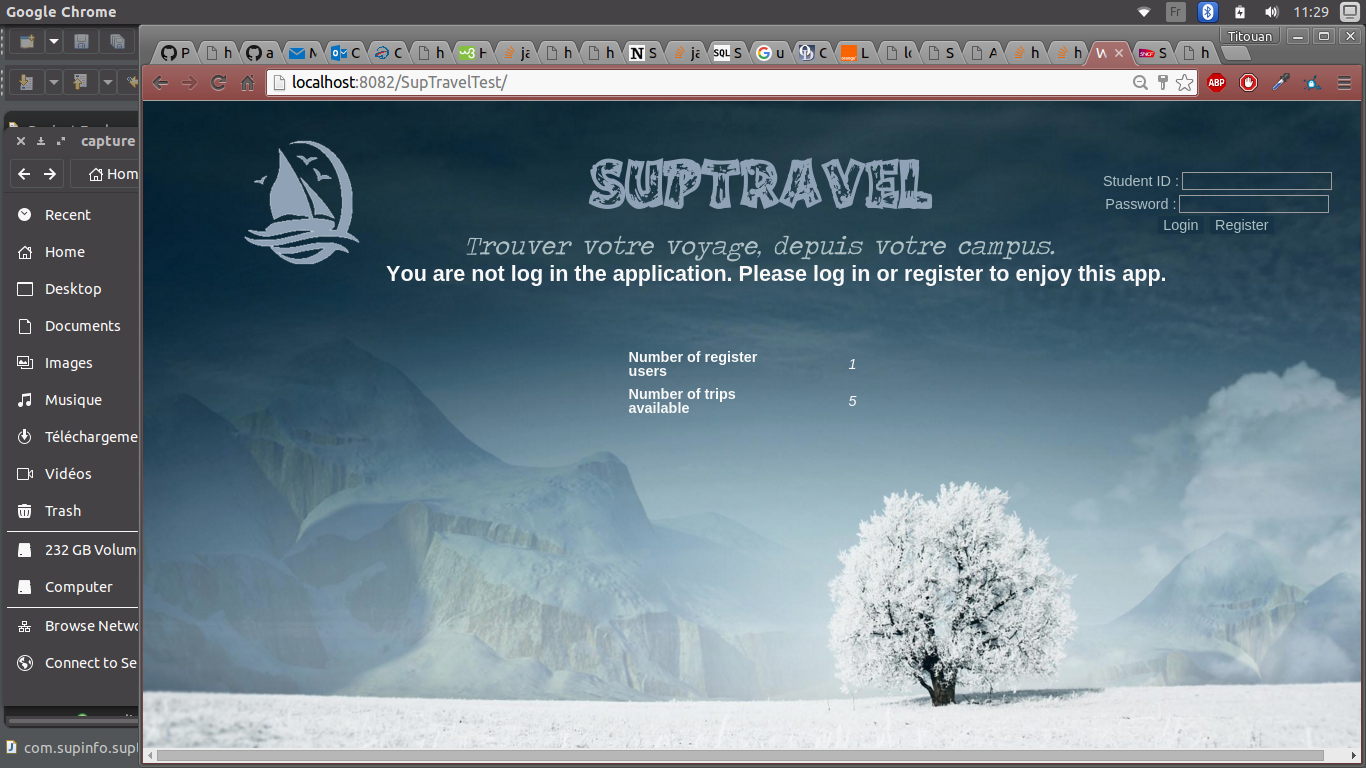 Google Chrome
Fr
11:29
Titouan
P
h
a
M
C
C
h
H
ja
h
h
S
ja
SQL S
u
C
L
lo
S
A
h
h
W
S
h
localhost:8082/SupTravelTest/
ABP
capture
Hom
Recent
Home
Desktop
Documents
Images
Musique
Téléchargeme
Vidéos
Trash
232 GB Volum
Computer
Browse Netwo
Connect to Se
com.supinfo.supt
SUPTRAVEL
Trouver votre voyage, depuis votre campus.
Student ID :
Password :
Login Register
You are not log in the application. Please log in or register to enjoy this app.
Number of register
users
1
Number of trips
available
5